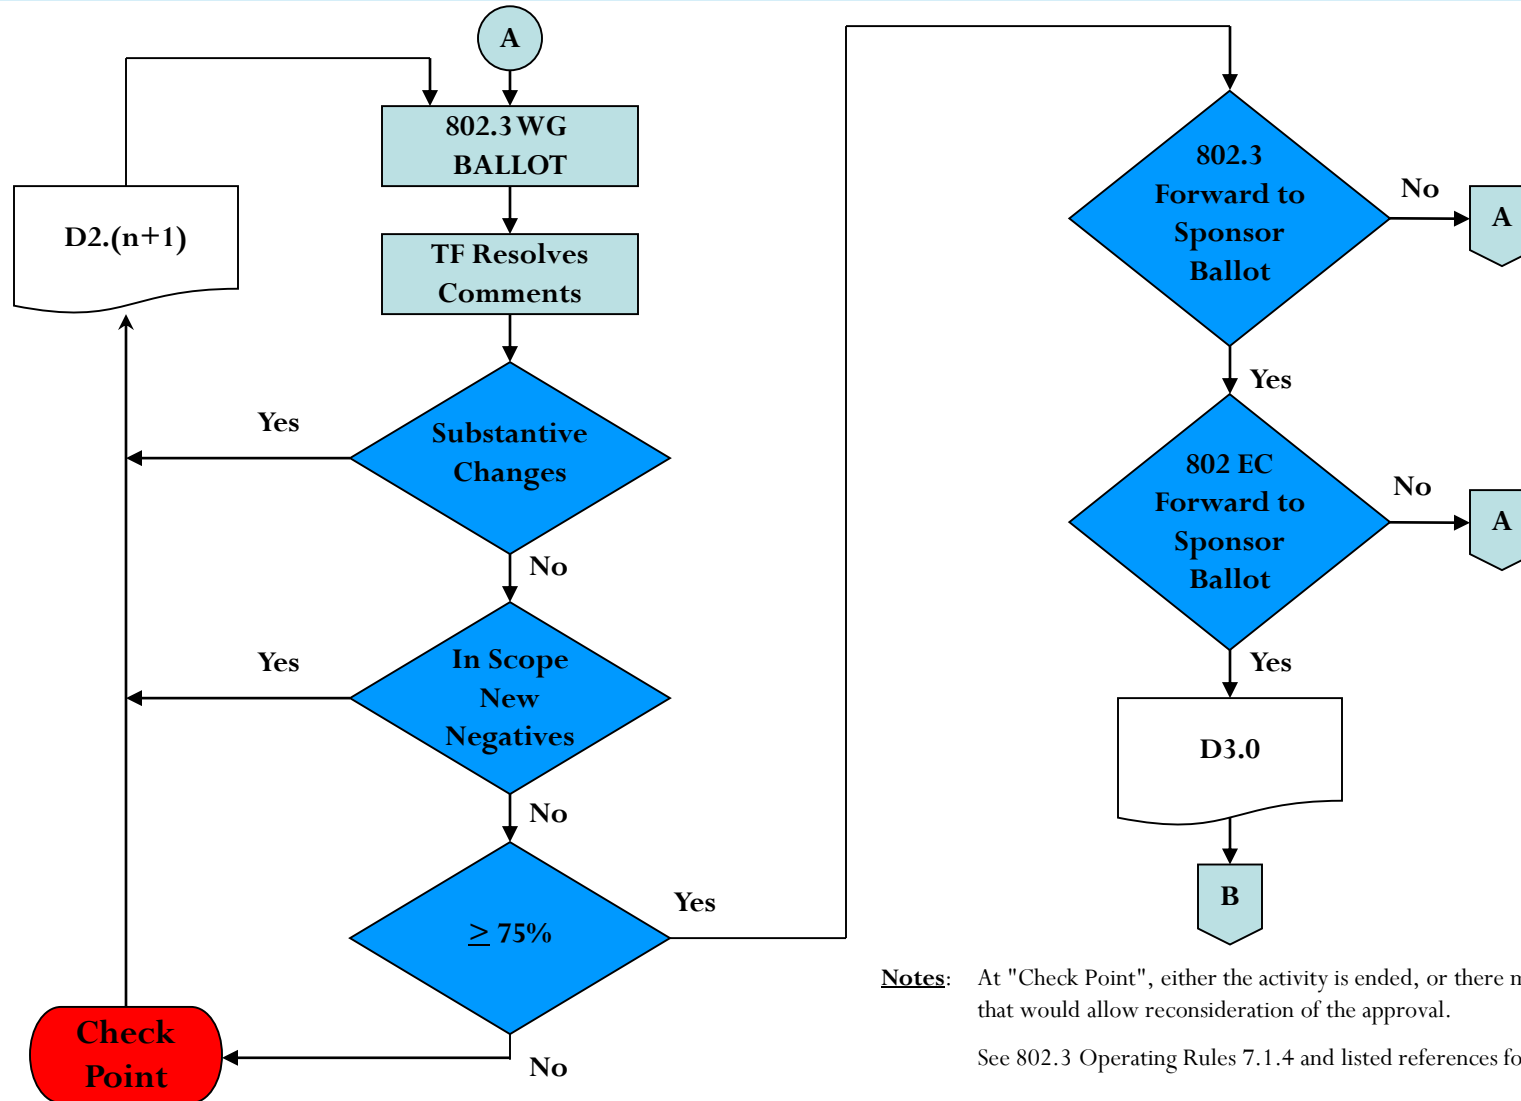 A
802.3 WG
BALLOT
D2.(n+1)
TF Resolves
Comments
Yes
Substantive
Changes
No
Yes
In Scope
New
Negatives
No
≥ 75%
Yes
Check
Point
No
802.3
Forward to
Sponsor
Ballot
No
A
Yes
802 EC
Forward to
Sponsor
Ballot
No
A
Yes
D3.0
B
Notes: At "Check Point", either the activity is ended, or there
that would allow reconsideration of the approval.
See 802.3 Operating Rules 7.1.4 and listed references